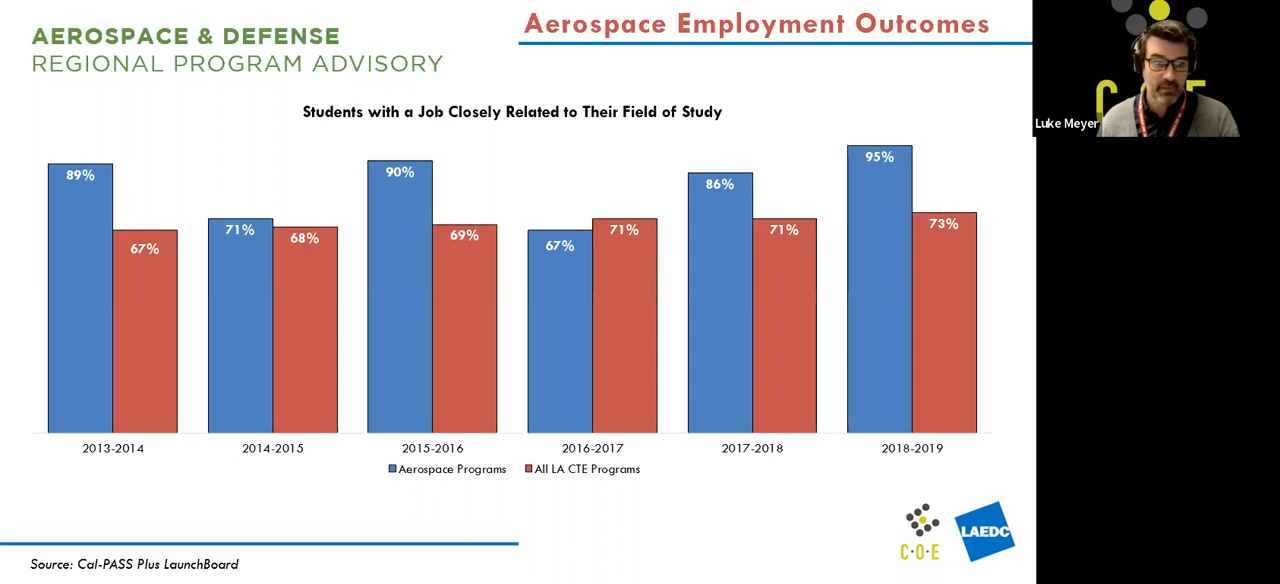 Aerospace Employment Outcomes
AEROSPACE & DEFENSE
REGIONAL PROGRAM ADVISORY
Students with a Job Closely Related to Their Field of Study
89%
67%
71%
68%
90%
69%
67%
71%
86%
71%
95%
73%
2013-2014
2014-2015
2015-2016
2016-2017
2017-2018
2018-2019
Aerospace Programs
All LA CTE Programs
C·O·E
LAEDC
Source: Cal-PASS Plus LaunchBoard
C O E
Luke Meyer